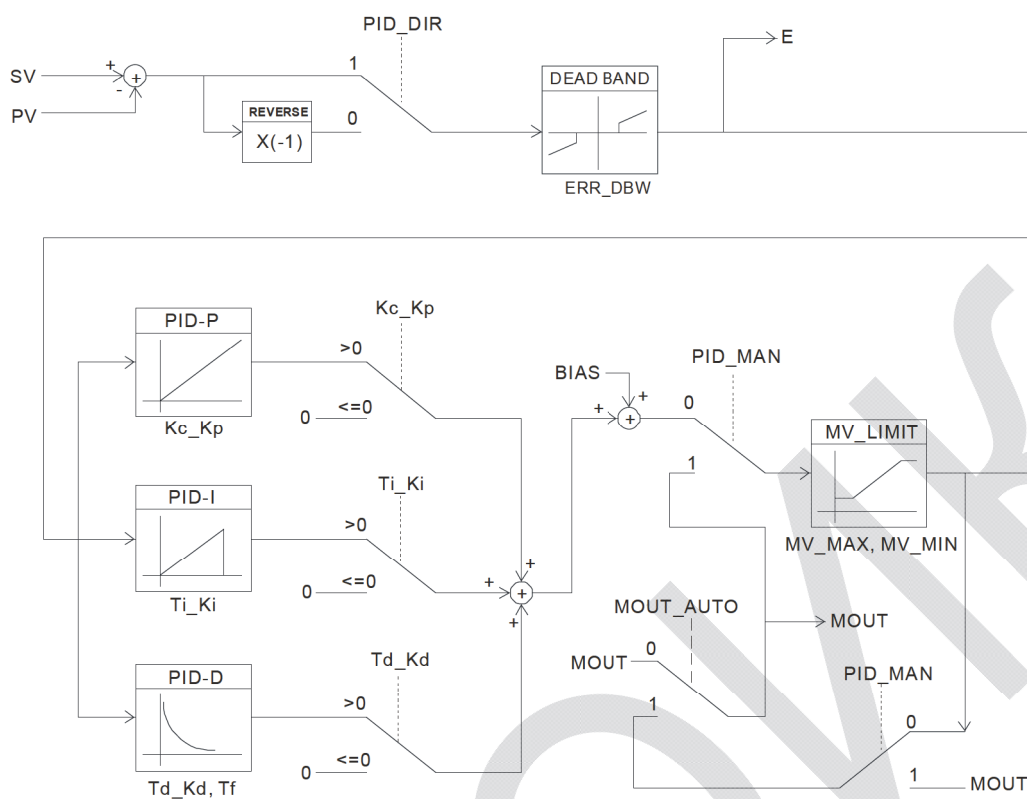 PID_DIR
E
SV
+
+
-
PV
1
0
REVERSE
X(-1)
DEAD BAND
ERR_DBW
PID-P
Kc_Kp
Kc_Kp
>0
0
<=0
PID-I
Ti_Ki
Ti_Ki
>0
0
<=0
PID-D
Td_Kd, Tf
Td_Kd
>0
0
<=0
+
+
+
+
BIAS
+
+
+
PID_MAN
0
1
MV_LIMIT
MV_MAX, MV_MIN
MOUT_AUTO
MOUT
0
1
MOUT
PID_MAN
0
1
MOUT